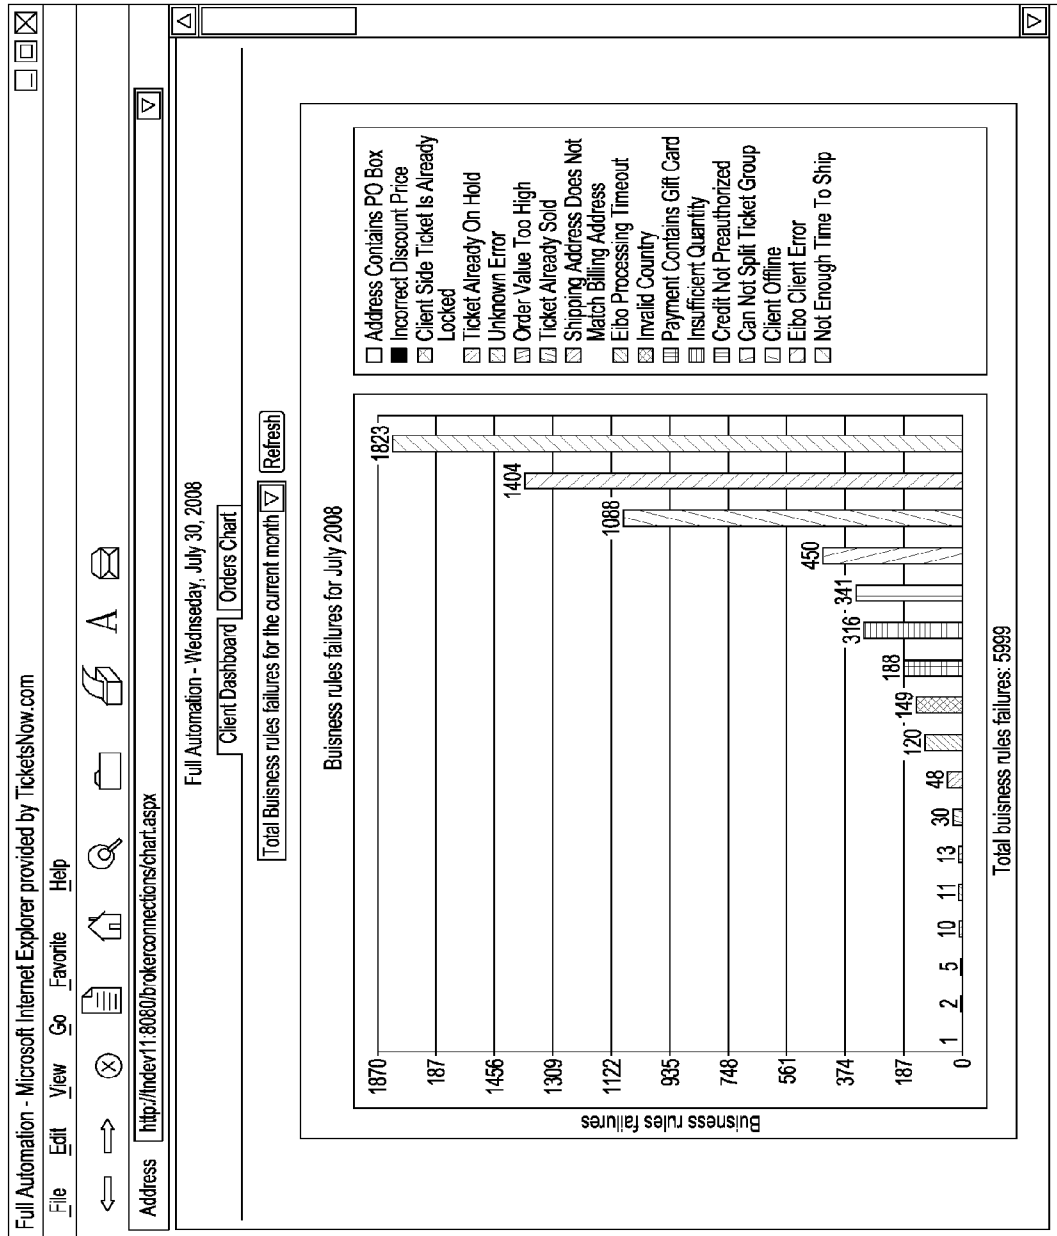 Full Automation - Microsoft Internet Explorer provided by TicketsNow.com
File Edit View Go Favorite Help
A
Address http://tndev11:8080/brokerconnections/chart.aspx
Full Automation - Wednseday, July 30, 2008
Client Dashboard Orders Chart
Total Buisness rules failures for the current month Refresh
Buisness rules failures for July 2008
Buisness rules failures
1870
187
1456
1309
1122
935
748
561
374
187
0
1
2
5
10
11
13
30
48
120
149
188
316
341
450
1088
1404
1823
Total buisness rules failures: 5999
Address Contains PO Box
Incorrect Discount Price
Client Side Ticket Is Already
Locked
Ticket Already On Hold
Unknown Error
Order Value Too High
Ticket Already Sold
Shipping Address Does Not
Match Billing Address
Eibo Processing Timeout
Invalid Country
Payment Contains Gift Card
Insufficient Quantity
Credit Not Preauthorized
Can Not Split Ticket Group
Client Offline
Eibo Client Error
Not Enough Time To Ship